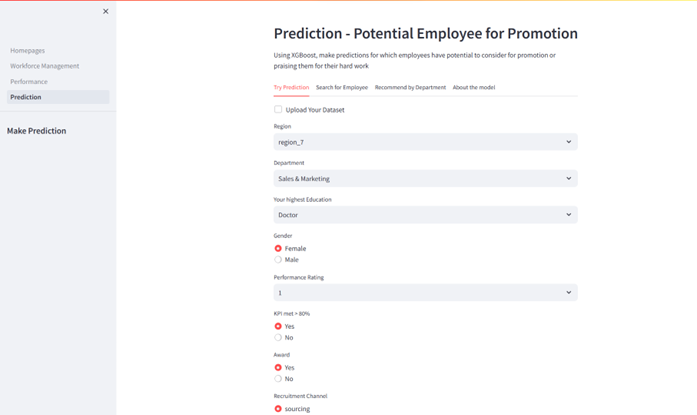 Homepages
Workforce Management
Performance
Prediction
Make Prediction
Prediction - Potential Employee for Promotion
Using XGBoost, make predictions for which employees have potential to consider for promotion or
praising them for their hard work
Try Prediction
Search for Employee
Recommend by Department
About the model
Upload Your Dataset
Region
region_7
Department
Sales & Marketing
Your highest Education
Doctor
Gender
Female
Male
Performance Rating
1
KPI met > 80%
Yes
No
Award
Yes
No
Recruitment Channel
sourcing